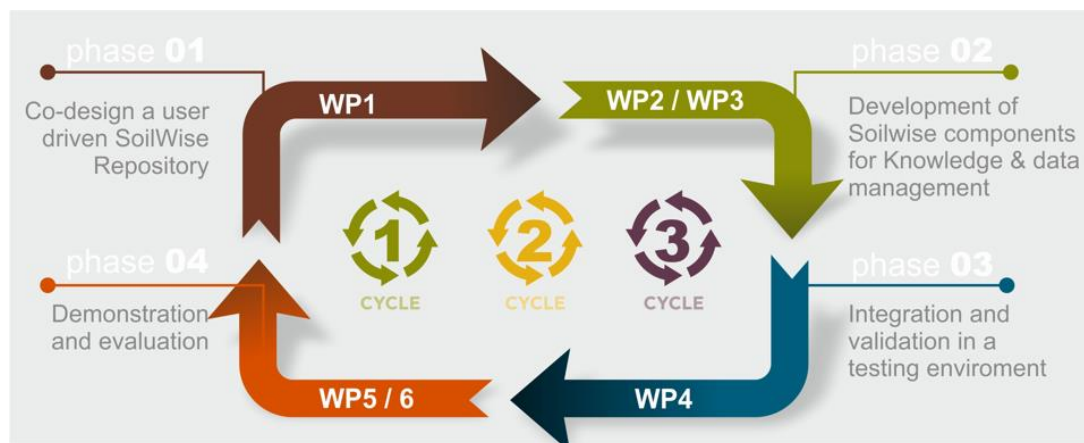 phase 01
Co-design a user
driven SoilWise
Repository
WP1
WP2 / WP3
phase 02
Development of
Soilwise components
for Knowledge & data
management
1
CYCLE
2
CYCLE
3
CYCLE
phase 04
Demonstration
and evaluation
WP5 / 6
WP4
phase 03
Integration and
validation in a
testing enviroment